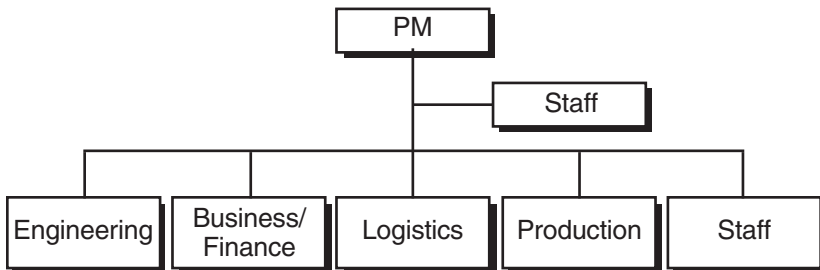 PM
Staff
Engineering
Business/
Finance
Logistics
Production
Staff